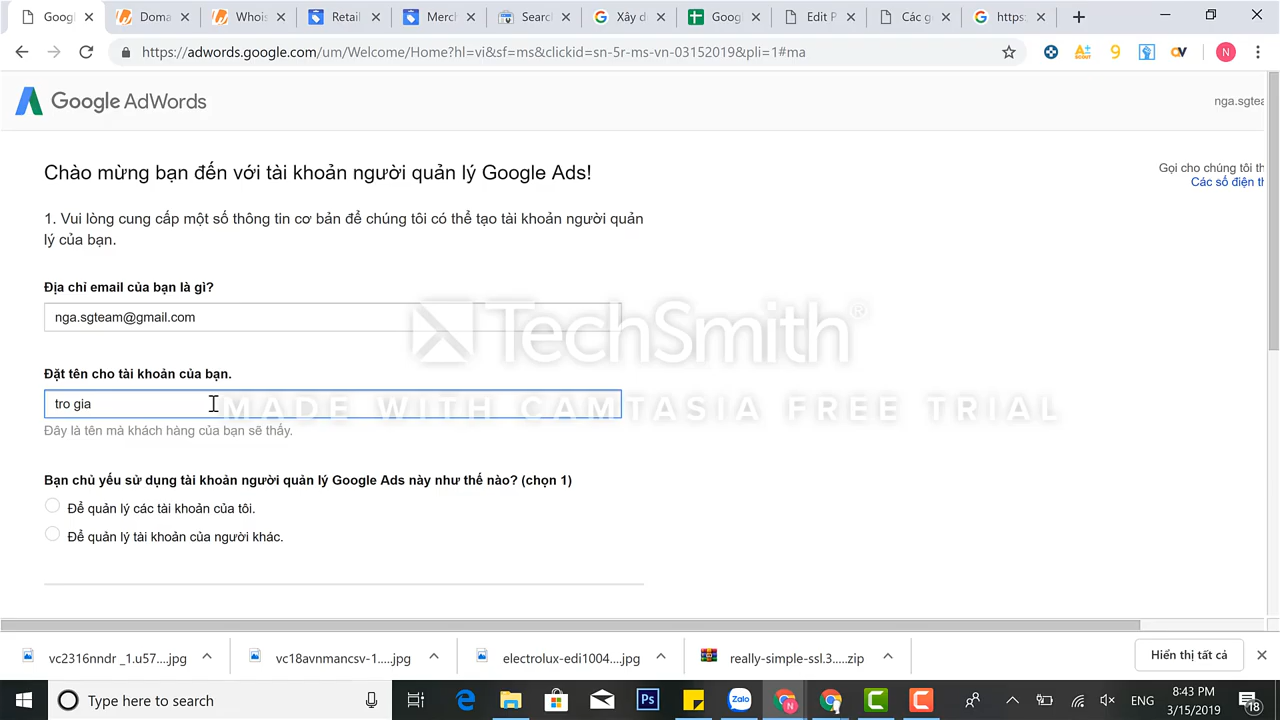 Googl
Doma
Whois
Retail
Merch
Searc
Xây d
Goog
Edit P
Các g
https:
https://adwords.google.com/um/Welcome/Home?hl=vi&sf=ms&clickid=sn-5r-ms-vn-03152019&pli=1#ma
A+
SCOUT
9
N
Google AdWords
nga.sgtea
Chào mừng bạn đến với tài khoản người quản lý Google Ads!
Gọi cho chúng tôi th
Các số điện th
1. Vui lòng cung cấp một số thông tin cơ bản để chúng tôi có thể tạo tài khoản người quản
lý của bạn.
Địa chỉ email của bạn là gì?
nga.sgteam@gmail.com
TechSmith®
Đặt tên cho tài khoản của bạn.
tro gia
MADE WITH CAMTASIA FREE TRIAL
Đây là tên mà khách hàng của bạn sẽ thấy.
Bạn chủ yếu sử dụng tài khoản người quản lý Google Ads này như thế nào? (chọn 1)
Để quản lý các tài khoản của tôi.
Để quản lý tài khoản của người khác.
vc2316nndr _1.u57....jpg
vc18avnmancsv-1.....jpg
electrolux-edi1004....jpg
really-simple-ssl.3.....zip
Hiển thị tất cả
Type here to search
Ps
Zalo
N
ENG
8:43 PM
3/15/2019
18